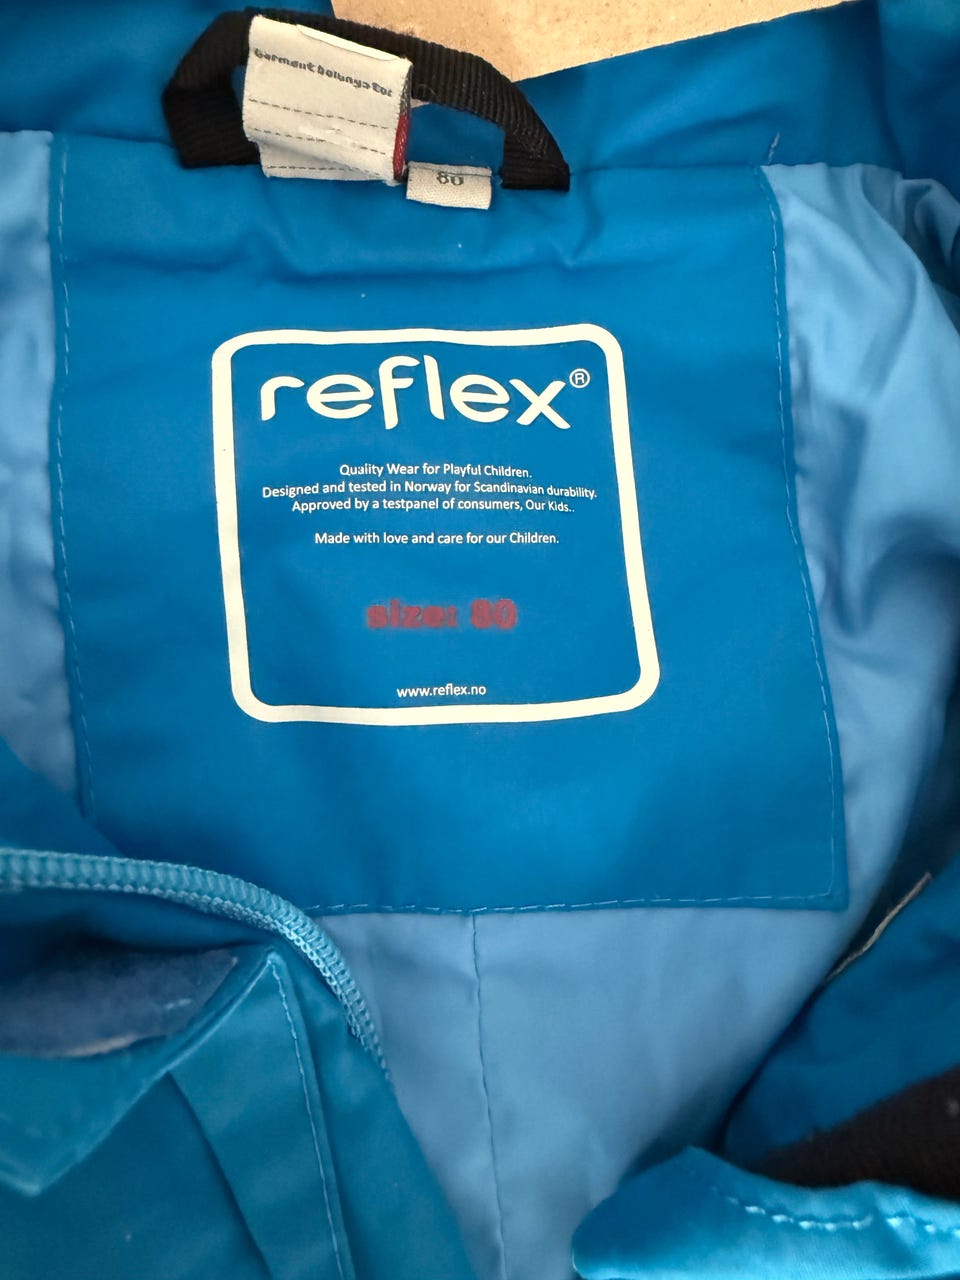 Garment belongs to:
80
reflex®
Quality Wear for Playful Children.
Designed and tested in Norway for Scandinavian durability.
Approved by a testpanel of consumers, Our Kids..
Made with love and care for our Children.
size: 80
www.reflex.no